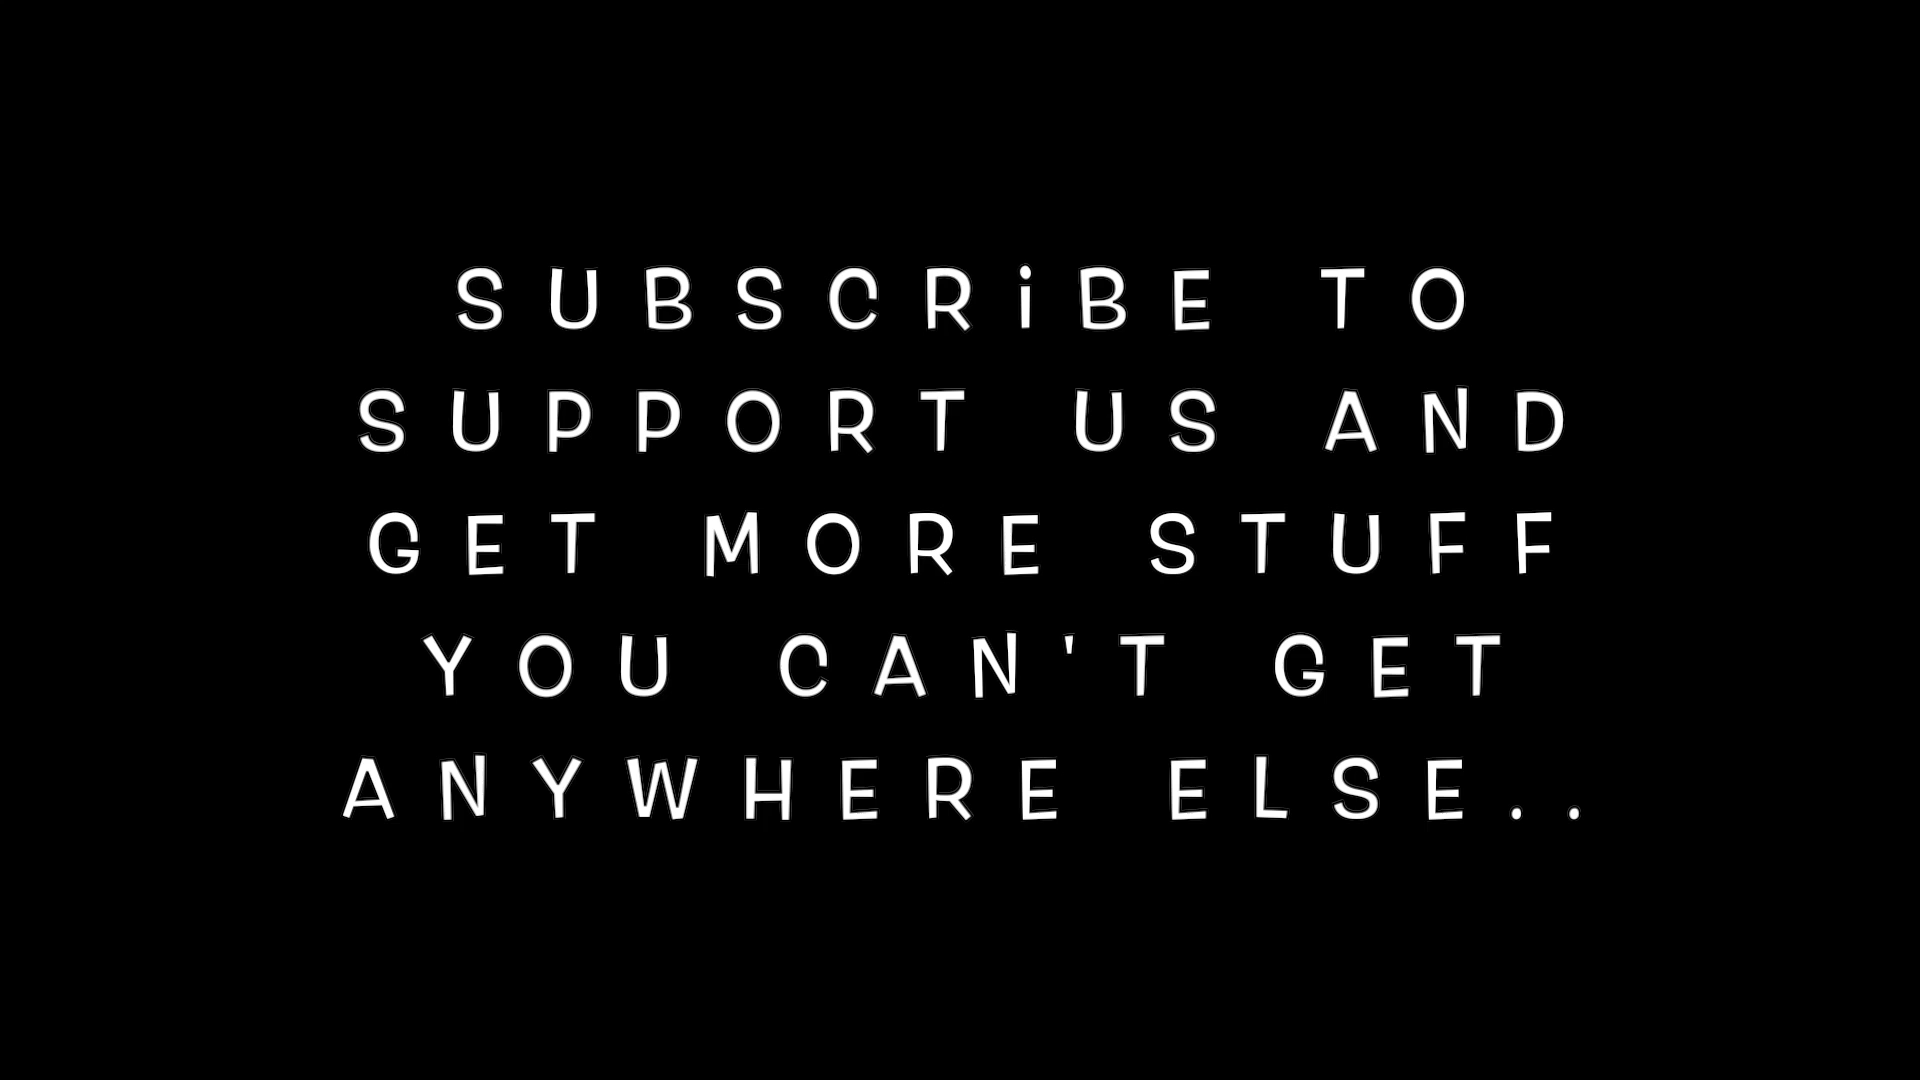 SUBSCRiBE TO
SUPPORT US AND
GET MORE STUFF
YOU CAN'T GET
ANYWHERE ELSE..